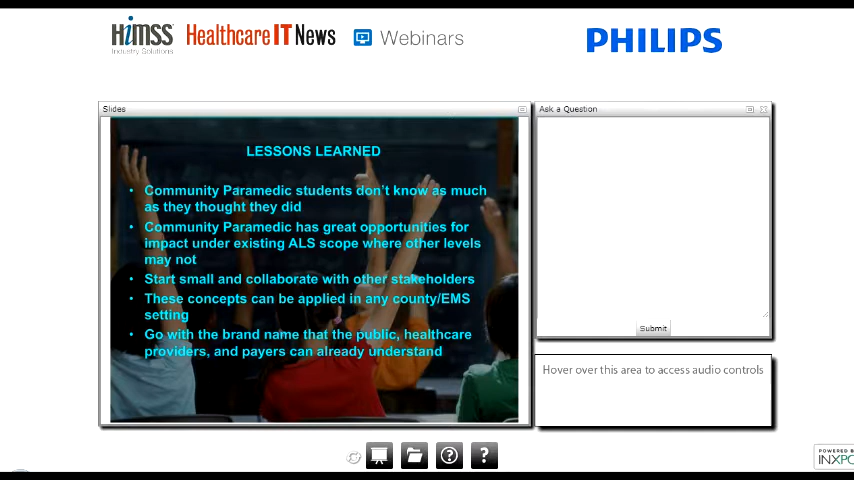 HiMSS
Industry Solutions
Healthcare IT News
Webinars
PHILIPS
Slides
Ask a Question
LESSONS LEARNED
• Community Paramedic students don't know as much
as they thought they did
• Community Paramedic has great opportunities for
impact under existing ALS scope where other levels
may not
• Start small and collaborate with other stakeholders
• These concepts can be applied in any county/EMS
setting
• Go with the brand name that the public, healthcare
providers, and payers can already understand
Submit
Hover over this area to access audio controls
POWERED B
INXPO